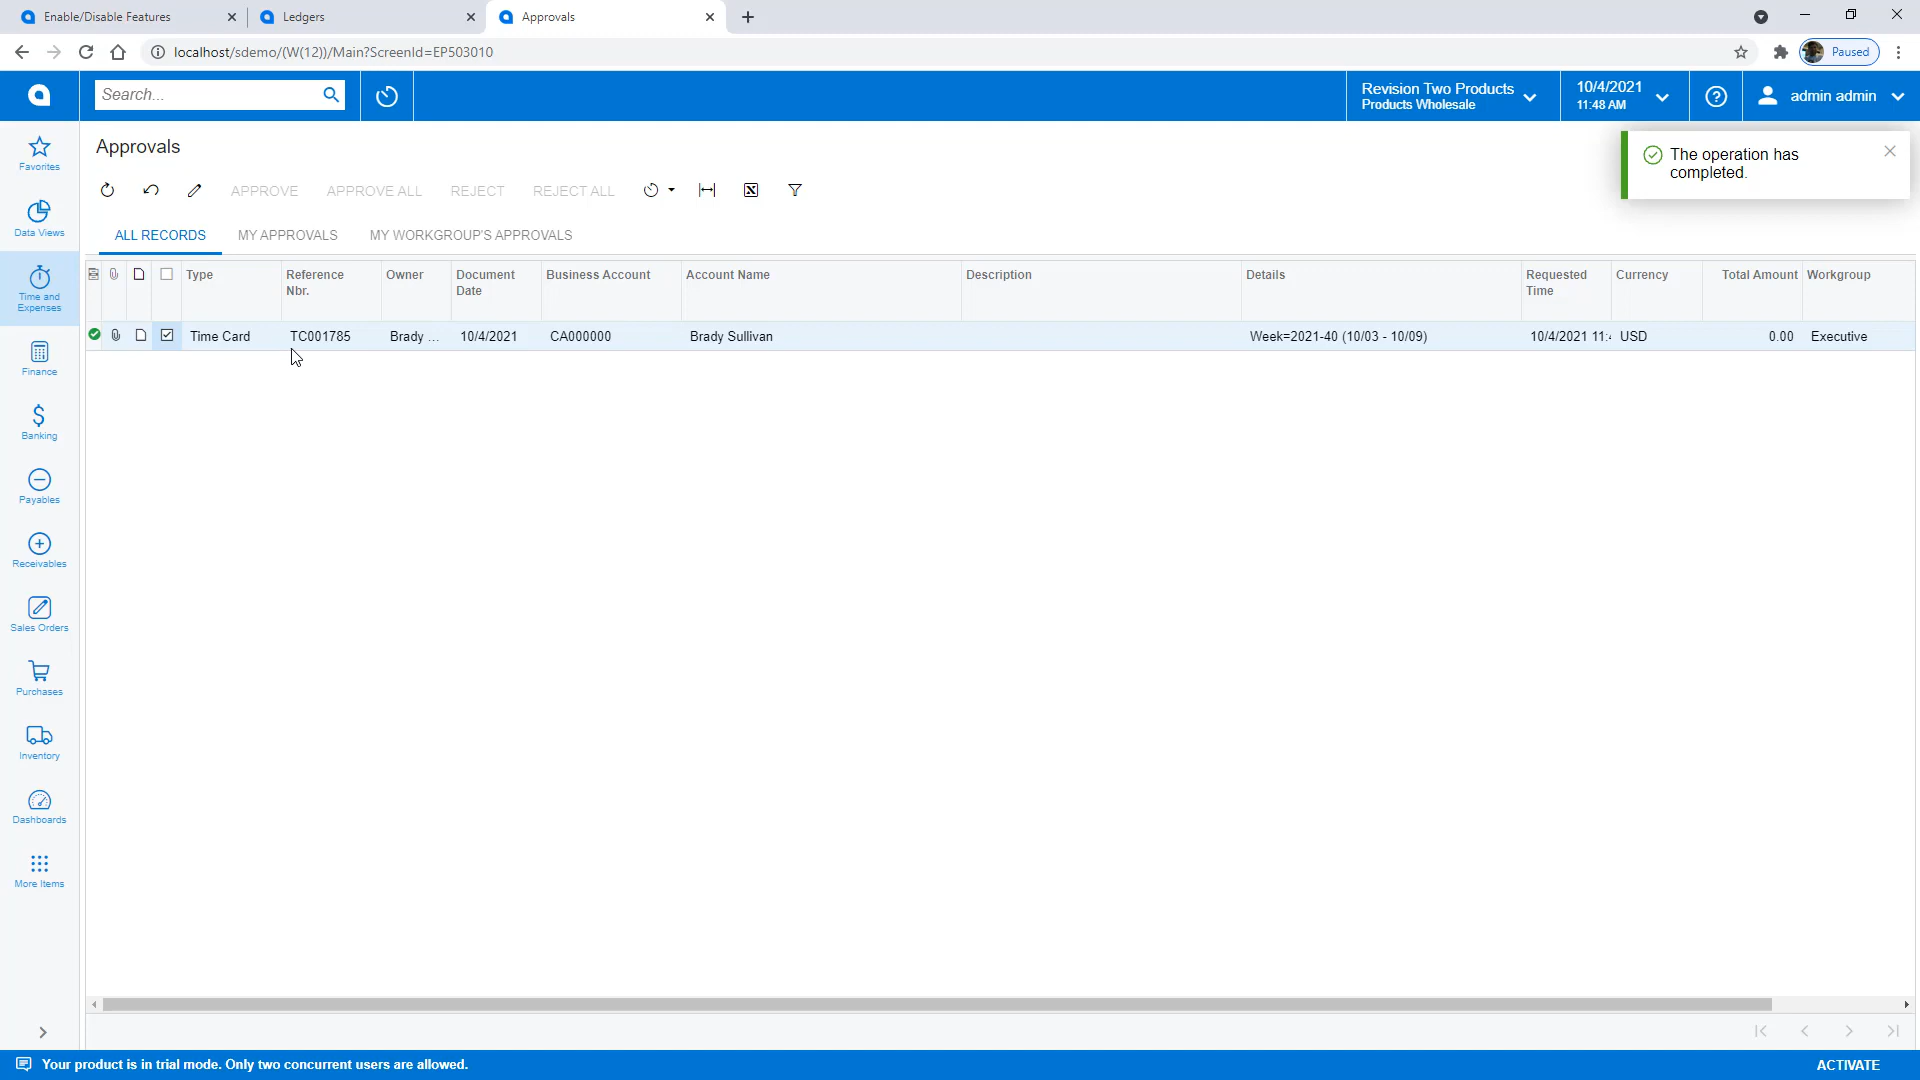 Enable/Disable Features
Ledgers
Approvals
localhost/sdemo/(W(12))/Main?ScreenId=EP503010
Paused
Search...
Revision Two Products
Products Wholesale
10/4/2021
11:48 AM
admin admin
Favorites
Data Views
Time and
Expenses
Finance
Banking
Payables
Receivables
Sales Orders
Purchases
Inventory
Dashboards
More Items
Approvals
The operation has
completed.
APPROVE APPROVE ALL REJECT REJECT ALL
ALL RECORDS MY APPROVALS MY WORKGROUP'S APPROVALS
Type Reference Nbr. Owner Document Date Business Account Account Name Description Details Requested Time Currency Total Amount Workgroup
Time Card TC001785 Brady ... 10/4/2021 CA000000 Brady Sullivan Week=2021-40 (10/03 - 10/09) 10/4/2021 11:4 USD 0.00 Executive
Your product is in trial mode. Only two concurrent users are allowed.
ACTIVATE